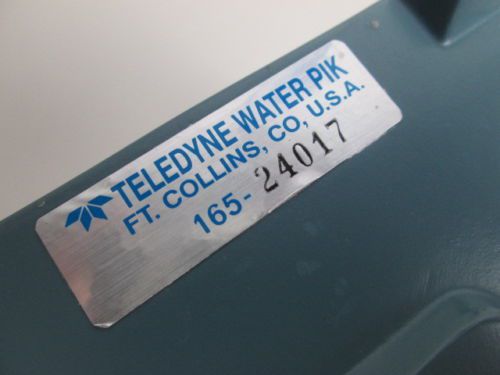 TELEDYNE WATER PIK
FT. COLLINS, CO, U.S.A.
165-24017